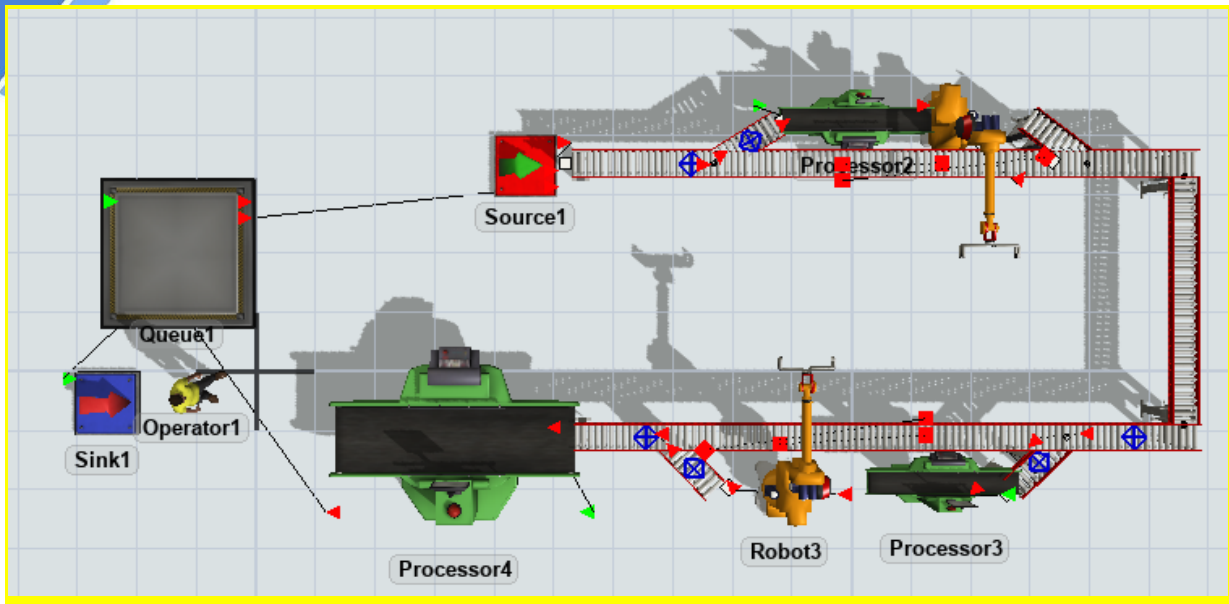 Processor2
Source1
Queue1
Operator1
Sink1
Robot3
Processor3
Processor4